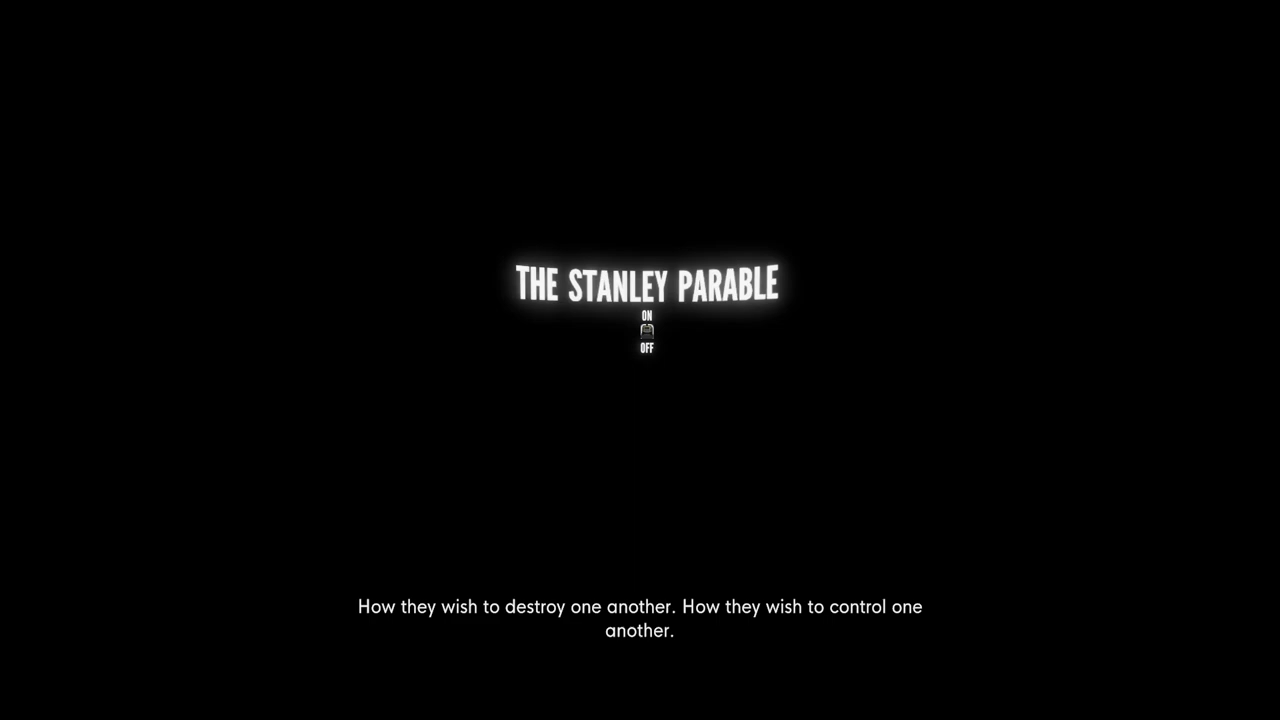 THE STANLEY PARABLE
ON
OFF
How they wish to destroy one another. How they wish to control one
another.